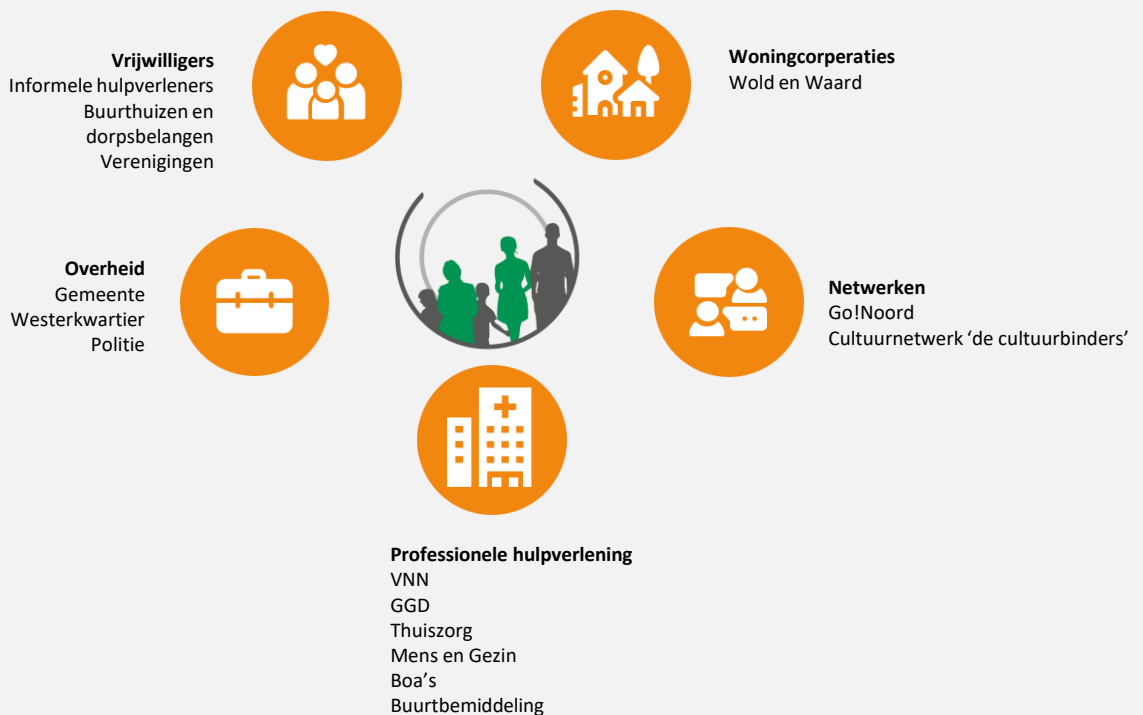 Vrijwilligers
Informele hulpverleners
Buurthuizen en
dorpsbelangen
Verenigingen
Woningcorperaties
Wold en Waard
Overheid
Gemeente
Westerkwartier
Politie
Netwerken
Go!Noord
Cultuurnetwerk ‘de cultuurbinders’
Professionele hulpverlening
VNN
GGD
Thuiszorg
Mens en Gezin
Boa’s
Buurtbemiddeling